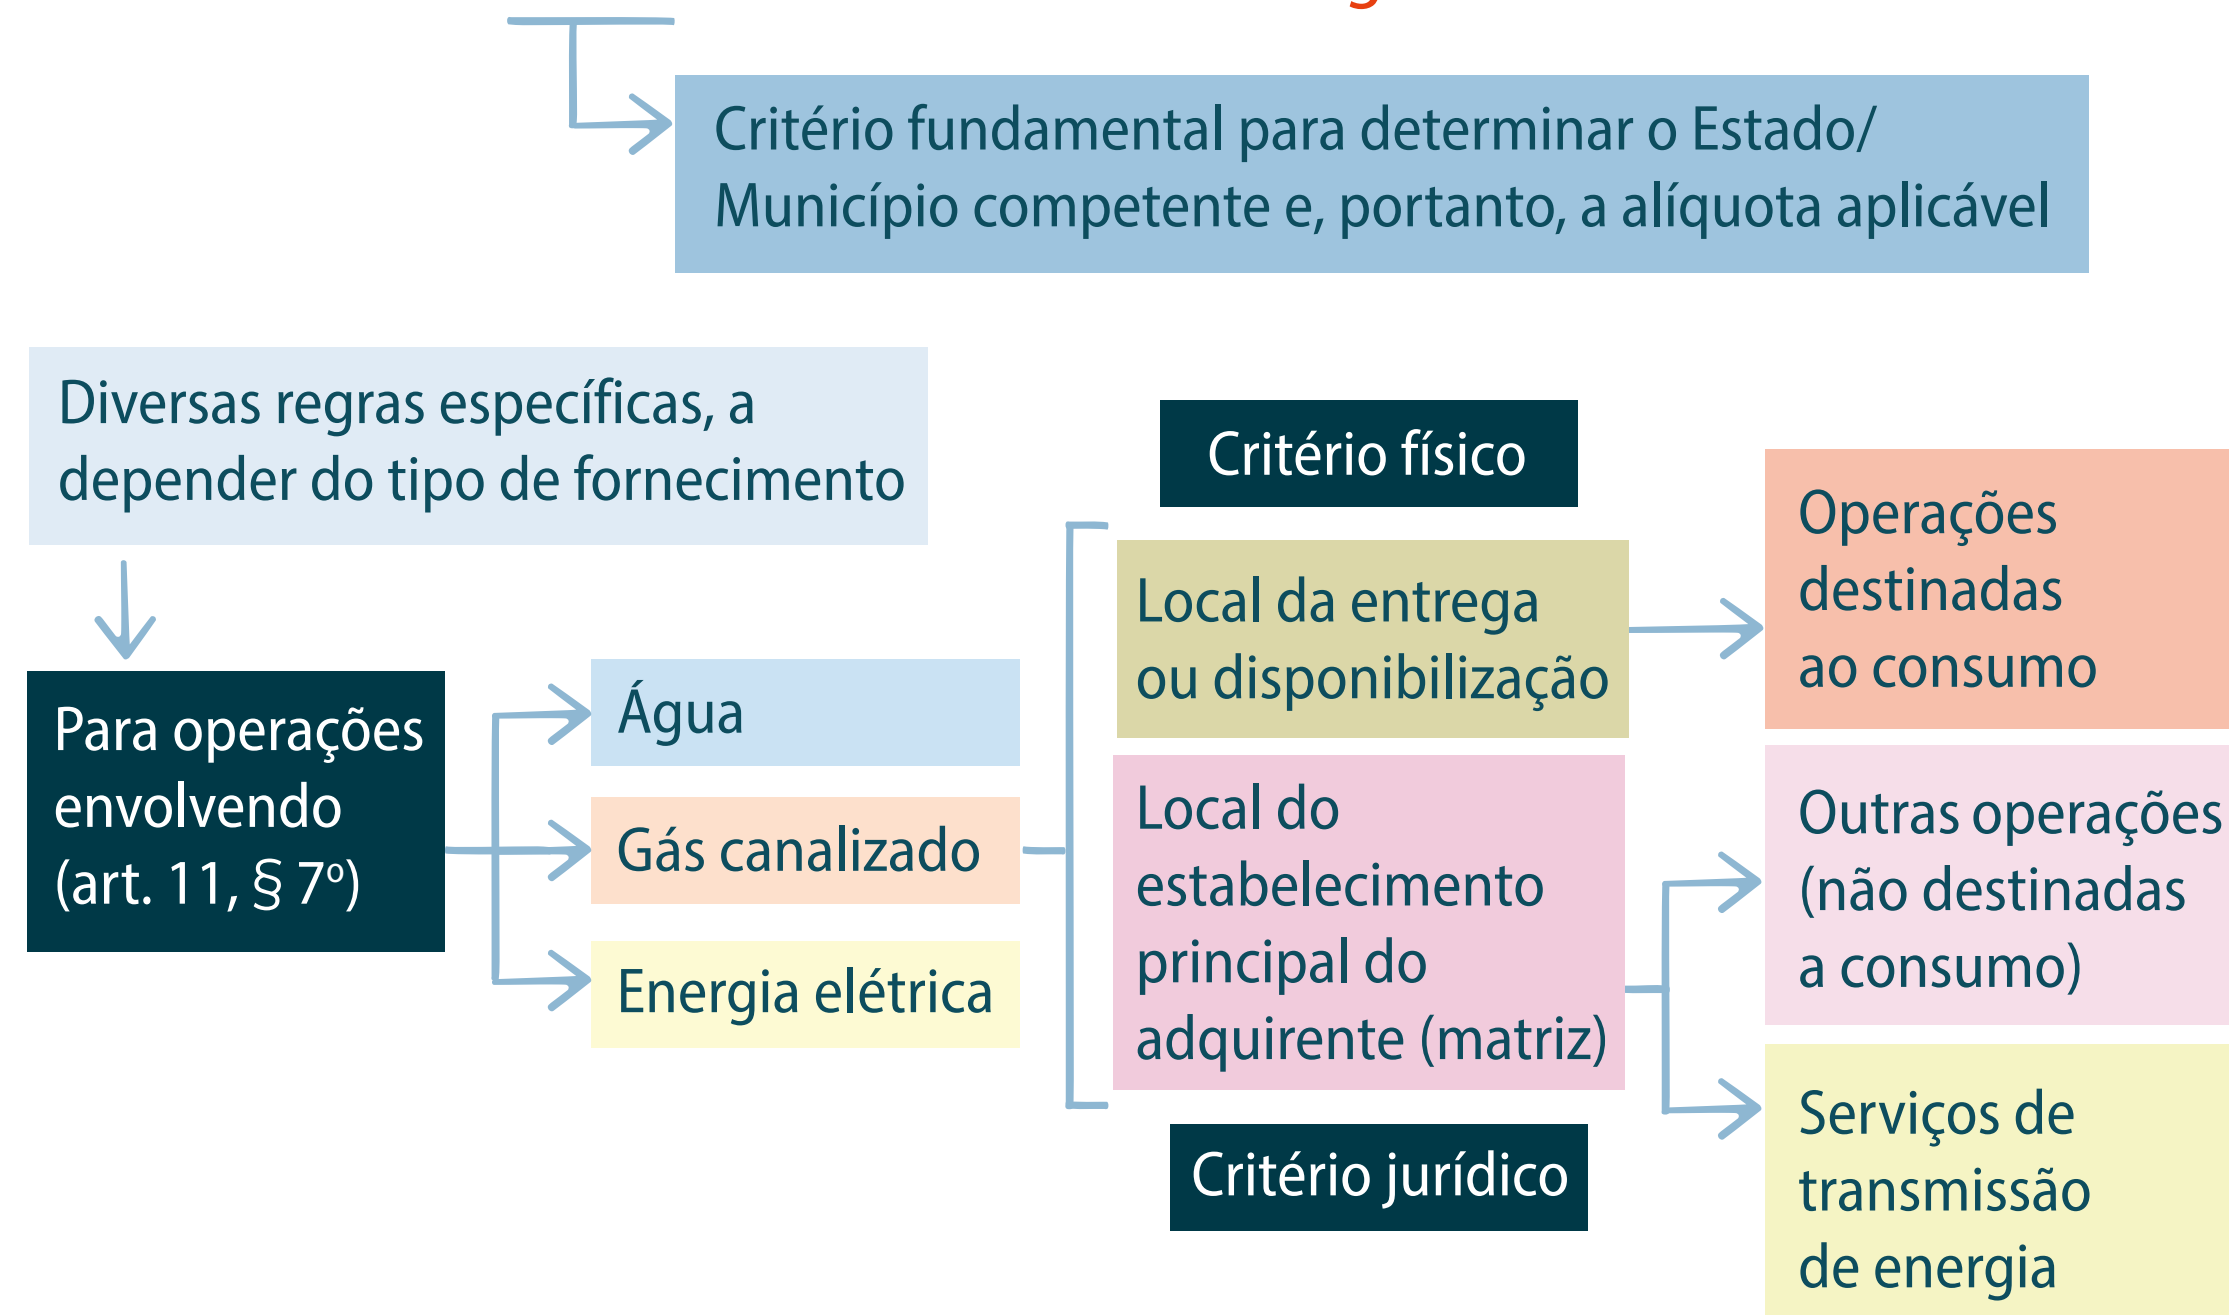 Critério fundamental para determinar o Estado/
Município competente e, portanto, a alíquota aplicável
Diversas regras específicas, a
depender do tipo de fornecimento
Para operações
envolvendo
(art. 11, § 7º)
Água
Gás canalizado
Energia elétrica
Critério físico
Local da entrega
ou disponibilização
Local do
estabelecimento
principal do
adquirente (matriz)
Critério jurídico
Operações
destinadas
ao consumo
Outras operações
(não destinadas
a consumo)
Serviços de
transmissão
de energia